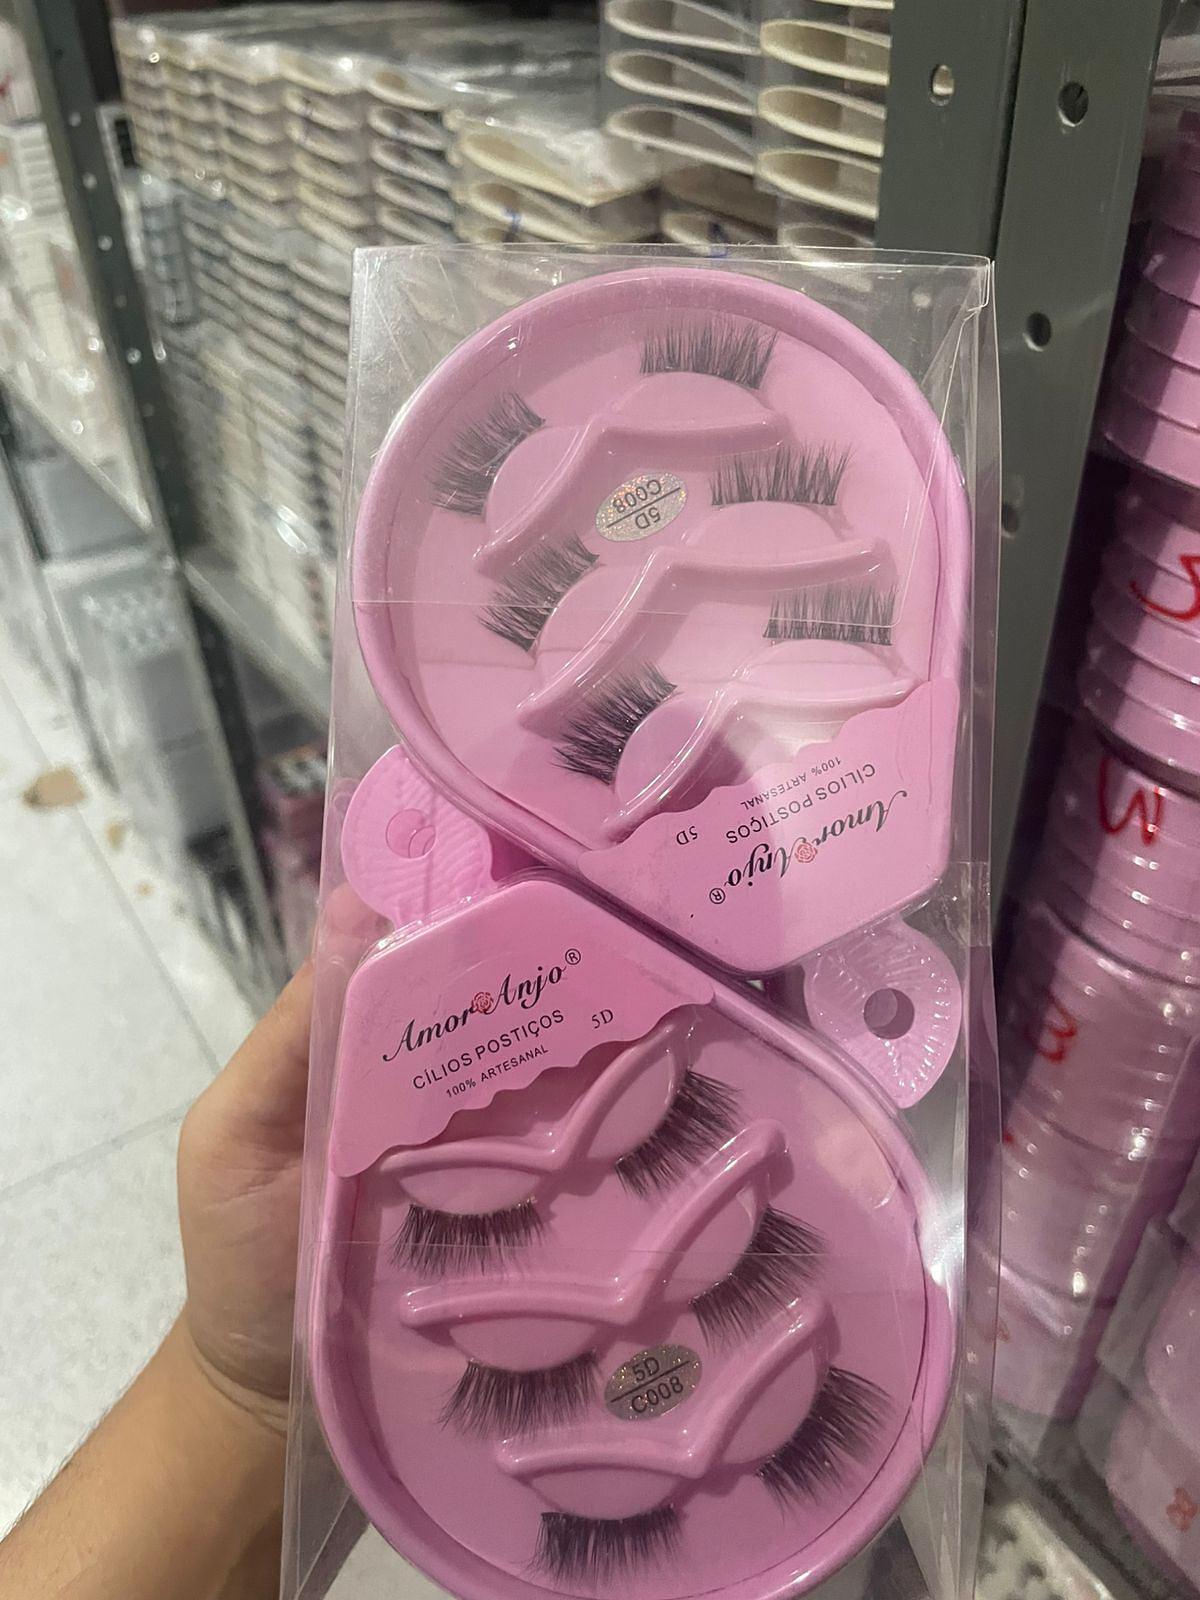 5D
C008
Amor Anjo®
CÍLIOS POSTIÇOS
100% ARTESANAL
5D
Amor Anjo®
CÍLIOS POSTIÇOS
100% ARTESANAL
5D
5D
C008